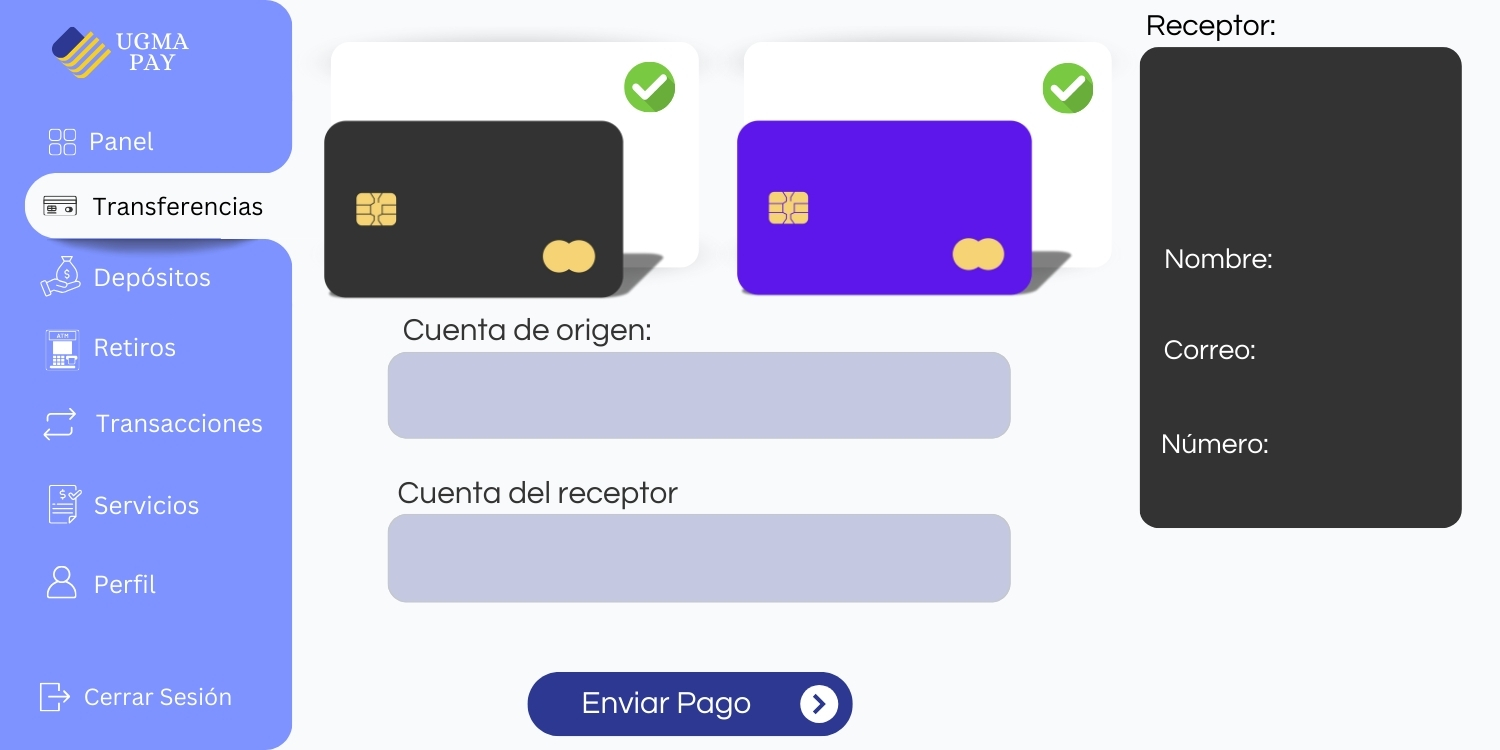 UGMA
PAY
Panel
Transferencias
Depósitos
ATM
Retiros
Transacciones
Servicios
Perfil
Cerrar Sesión
Cuenta de origen:
Cuenta del receptor
Enviar Pago
Receptor:
Nombre:
Correo:
Número: